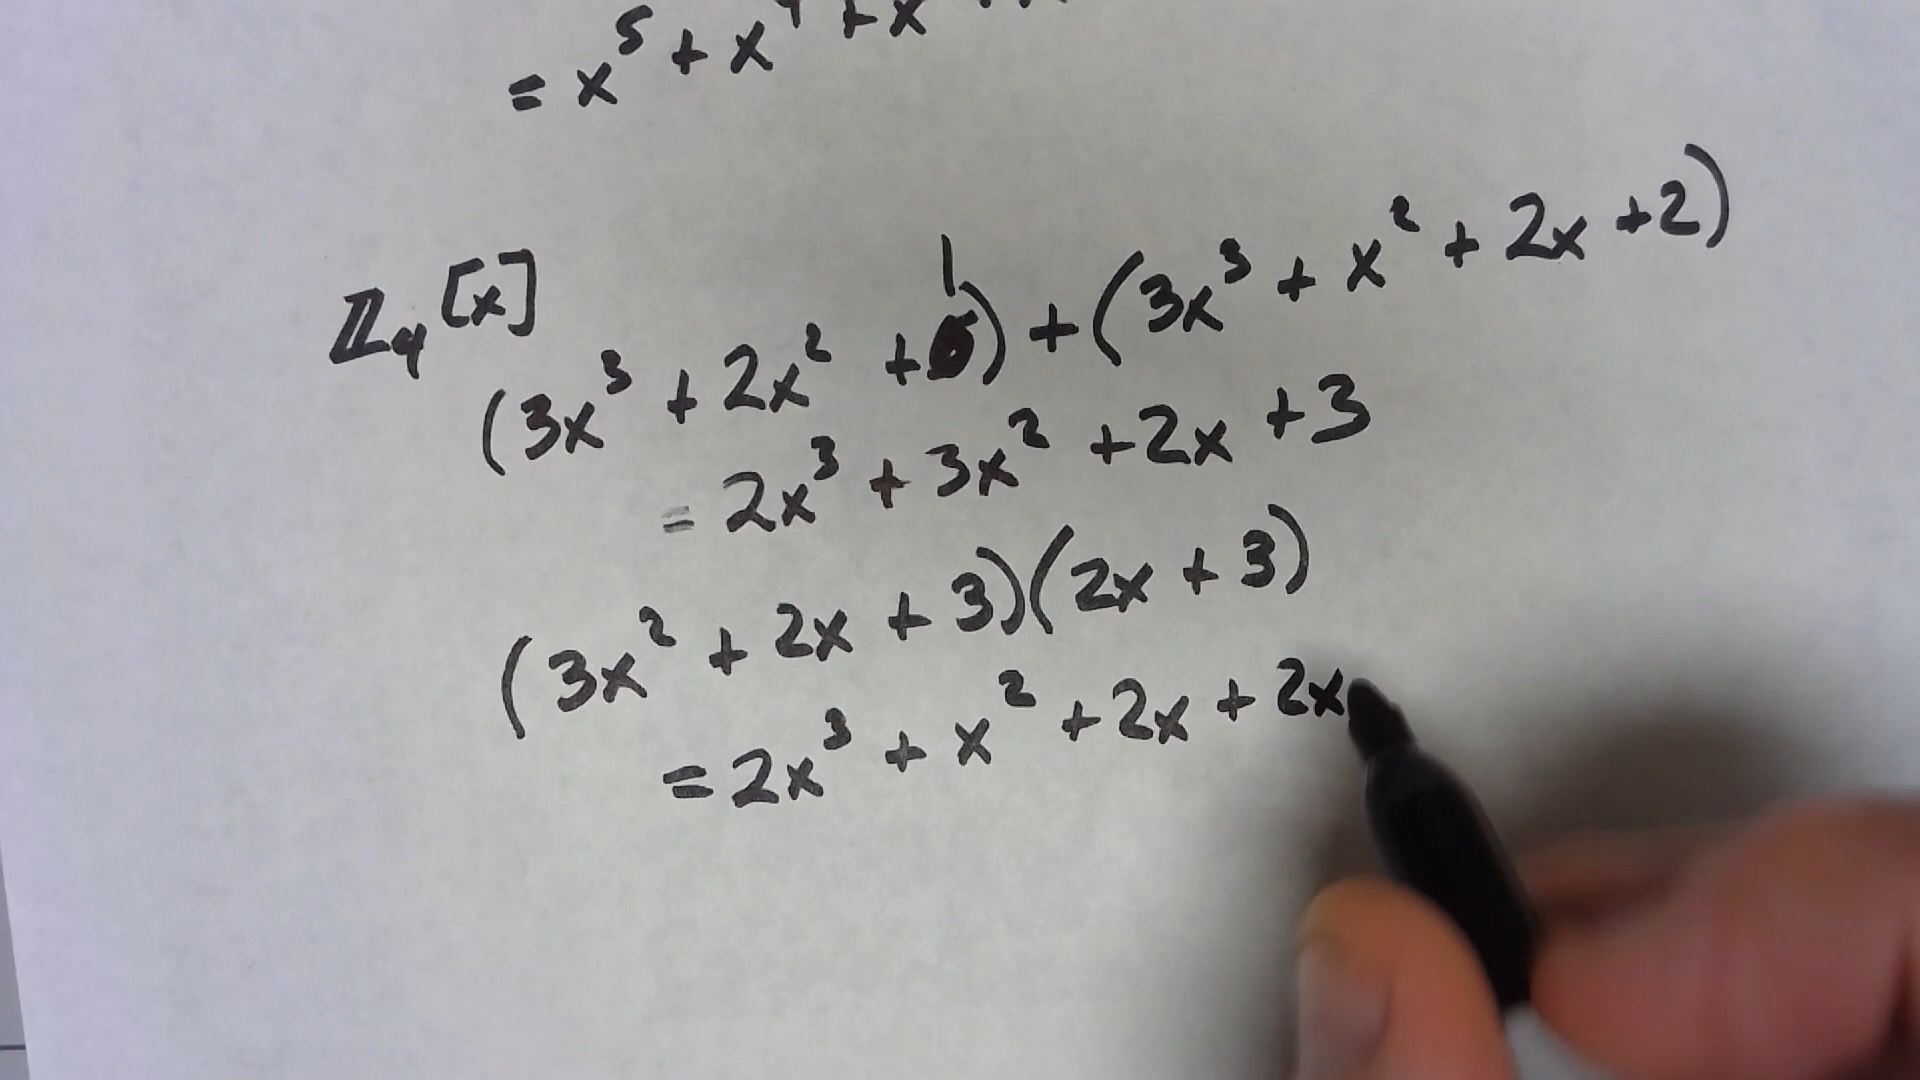 = x⁵ + x⁴ + x
ℤ₄[x]
(3x³ + 2x² + 1) + (3x³ + x² + 2x + 2)
= 2x³ + 3x² + 2x + 3
(3x² + 2x + 3)(2x + 3)
= 2x³ + x² + 2x + 2x